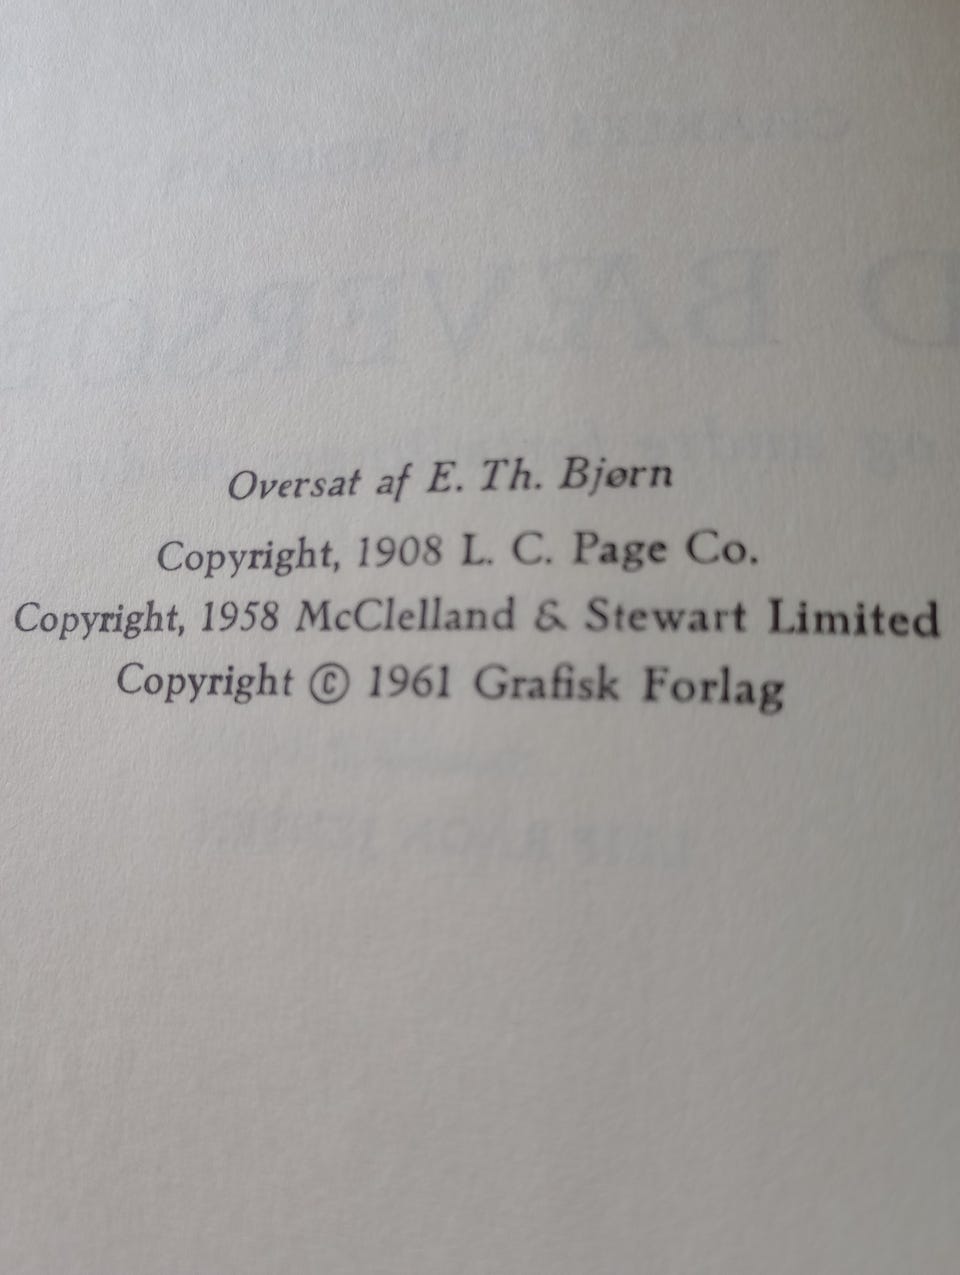 Oversat af E. Th. Bjørn
Copyright, 1908 L. C. Page Co.
Copyright, 1958 McClelland & Stewart Limited
Copyright © 1961 Grafisk Forlag